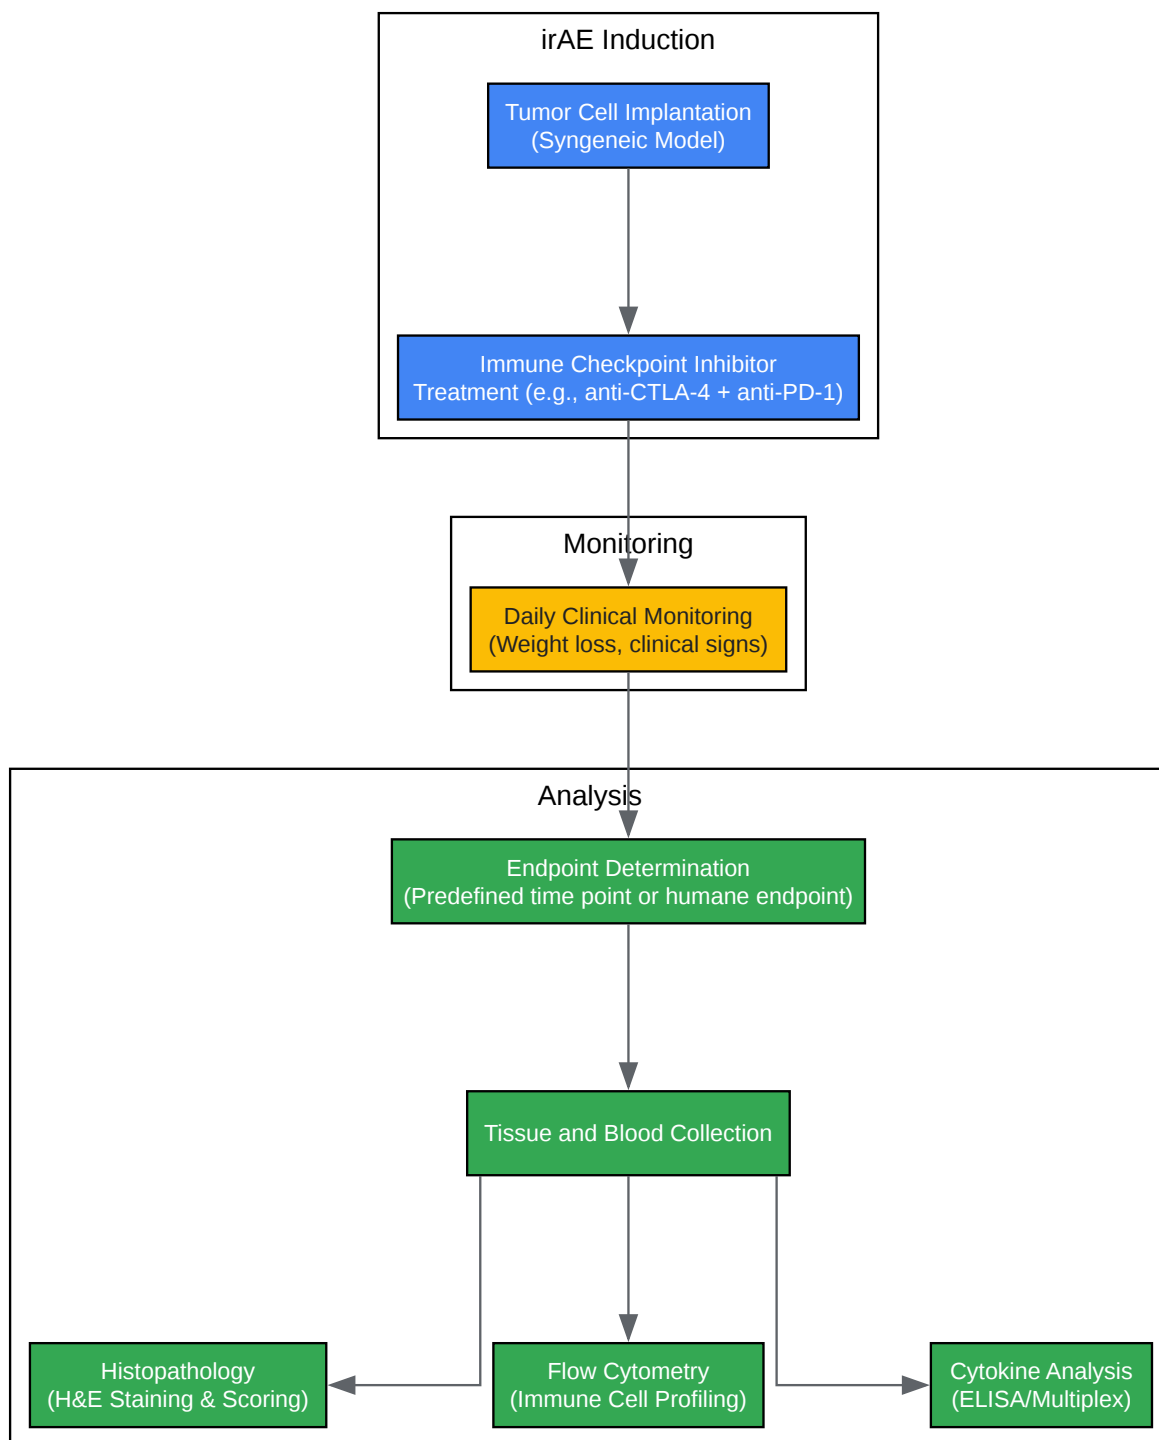 irAE Induction
Tumor Cell Implantation
(Syngeneic Model)
Immune Checkpoint Inhibitor
Treatment (e.g., anti-CTLA-4 + anti-PD-1)
Monitoring
Daily Clinical Monitoring
(Weight loss, clinical signs)
Analysis
Endpoint Determination
(Predefined time point or humane endpoint)
Tissue and Blood Collection
Histopathology
(H&E Staining & Scoring)
Flow Cytometry
(Immune Cell Profiling)
Cytokine Analysis
(ELISA/Multiplex)